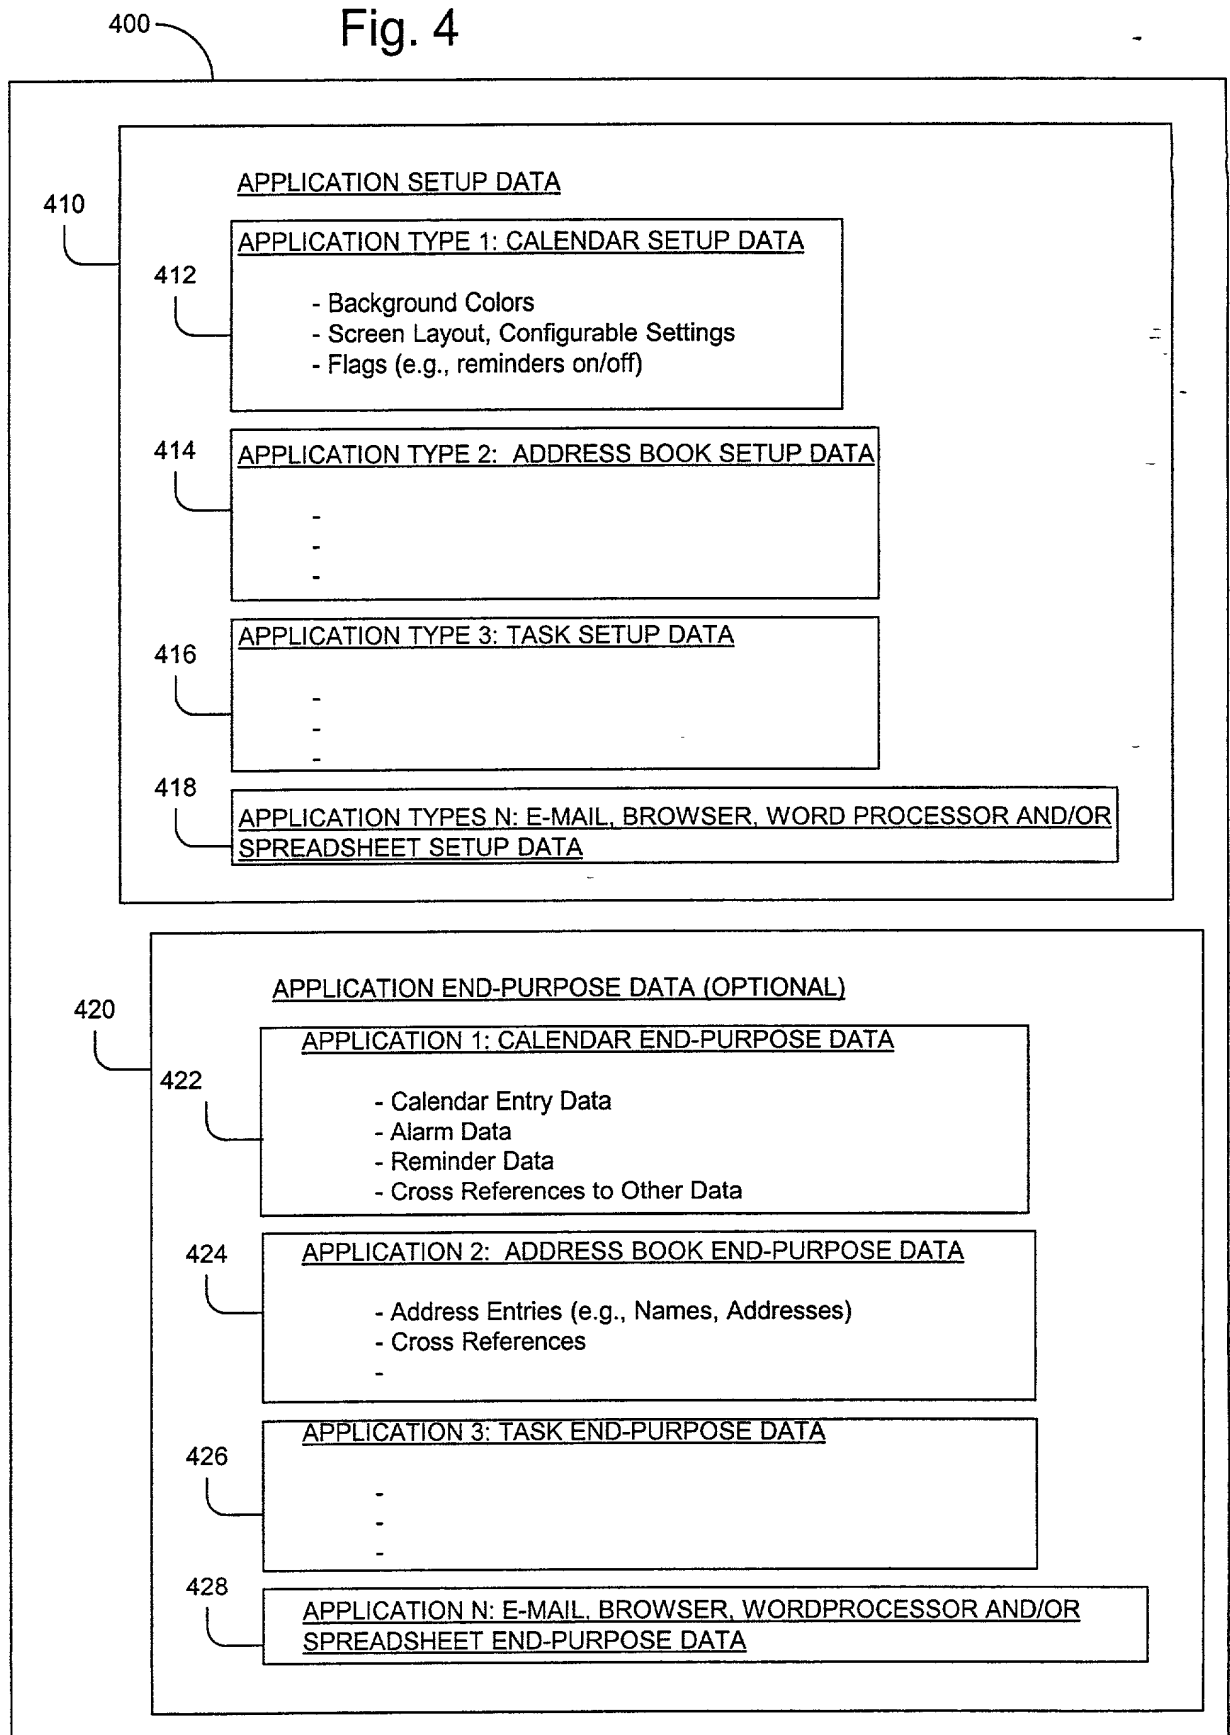 400
Fig. 4
APPLICATION SETUP DATA
410
APPLICATION TYPE 1: CALENDAR SETUP DATA
412
- Background Colors
- Screen Layout, Configurable Settings
- Flags (e.g., reminders on/off)
414
APPLICATION TYPE 2: ADDRESS BOOK SETUP DATA
-
-
-
APPLICATION TYPE 3: TASK SETUP DATA
416
-
-
-
418
APPLICATION TYPES N: E-MAIL, BROWSER, WORD PROCESSOR AND/OR
SPREADSHEET SETUP DATA
APPLICATION END-PURPOSE DATA (OPTIONAL)
420
APPLICATION 1: CALENDAR END-PURPOSE DATA
422
- Calendar Entry Data
- Alarm Data
- Reminder Data
- Cross References to Other Data
424
APPLICATION 2: ADDRESS BOOK END-PURPOSE DATA
- Address Entries (e.g., Names, Addresses)
- Cross References
-
APPLICATION 3: TASK END-PURPOSE DATA
426
-
-
-
428
APPLICATION N: E-MAIL, BROWSER, WORDPROCESSOR AND/OR
SPREADSHEET END-PURPOSE DATA